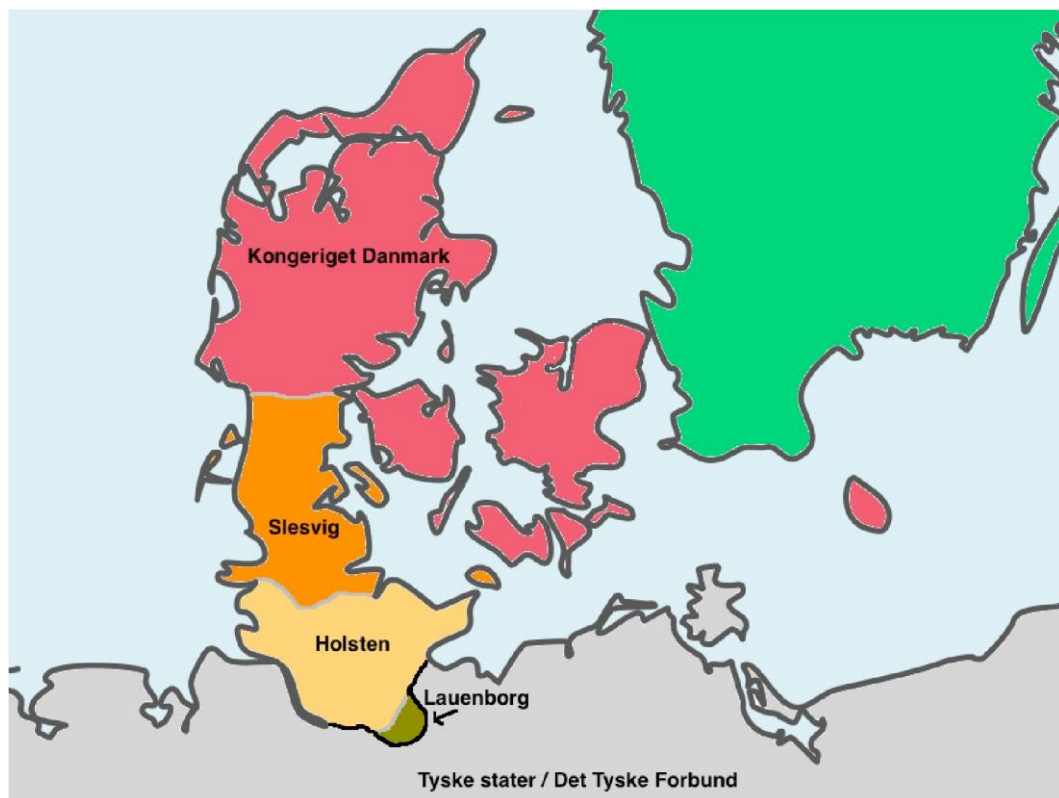 Kongeriget Danmark
Slesvig
Holsten
Lauenborg
Tyske stater / Det Tyske Forbund